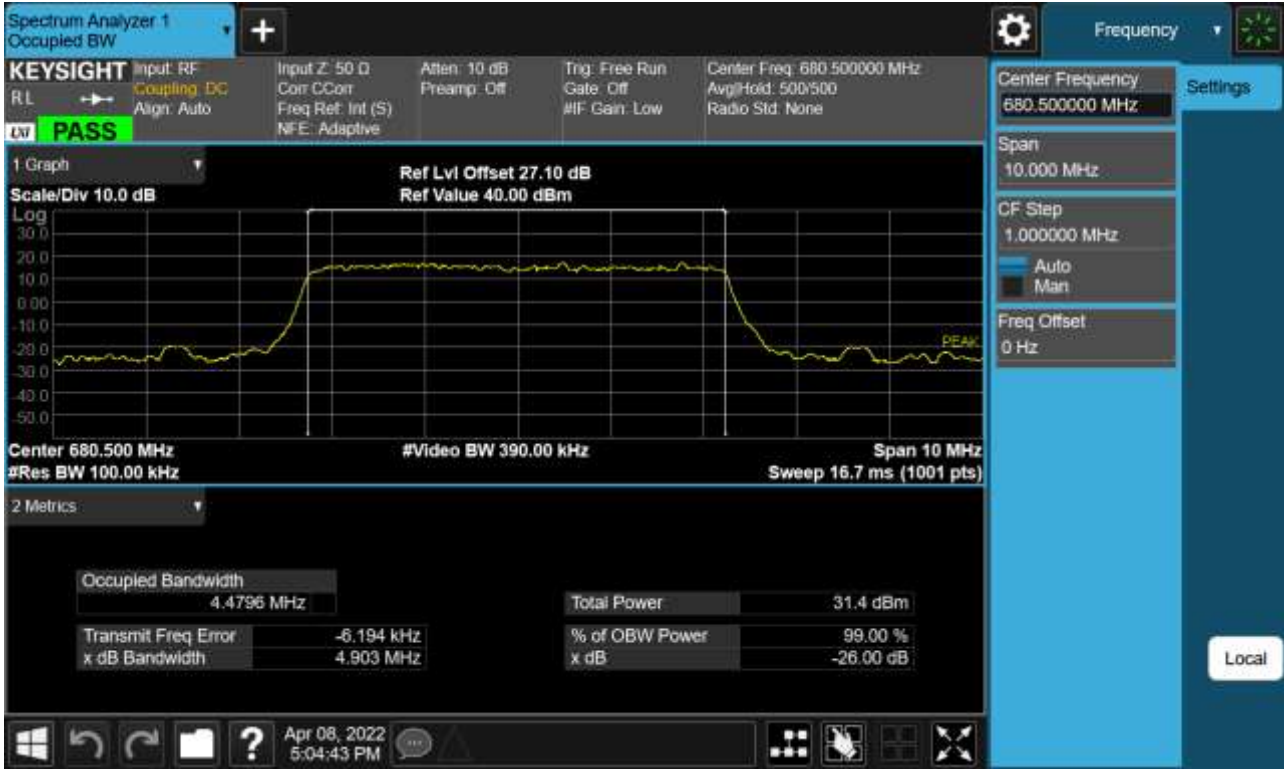 Spectrum Analyzer 1
Occupied BW
+
Frequency
KEYSIGHT
RL
LXI
PASS
Input: RF
Coupling: DC
Align: Auto
Input Z: 50 Ω
Corr CCorr
Freq Ref: Int (S)
NFE: Adaptive
Atten: 10 dB
Preamp: Off
Trig: Free Run
Gate: Off
#IF Gain: Low
Center Freq: 680.500000 MHz
Avg|Hold: 500/500
Radio Std: None
Center Frequency
680.500000 MHz
Settings
Span
10.000 MHz
CF Step
1.000000 MHz
Auto
Man
Freq Offset
0 Hz
Local
1 Graph
Scale/Div 10.0 dB
Ref Lvl Offset 27.10 dB
Ref Value 40.00 dBm
Log
30.0
20.0
10.0
0.00
-10.0
-20.0
-30.0
-40.0
-50.0
PEAK
Center 680.500 MHz
#Video BW 390.00 kHz
Span 10 MHz
#Res BW 100.00 kHz
Sweep 16.7 ms (1001 pts)
2 Metrics
Occupied Bandwidth
4.4796 MHz
Total Power 31.4 dBm
Transmit Freq Error -6.194 kHz
% of OBW Power 99.00 %
x dB Bandwidth 4.903 MHz
x dB -26.00 dB
?
Apr 08, 2022
5:04:43 PM